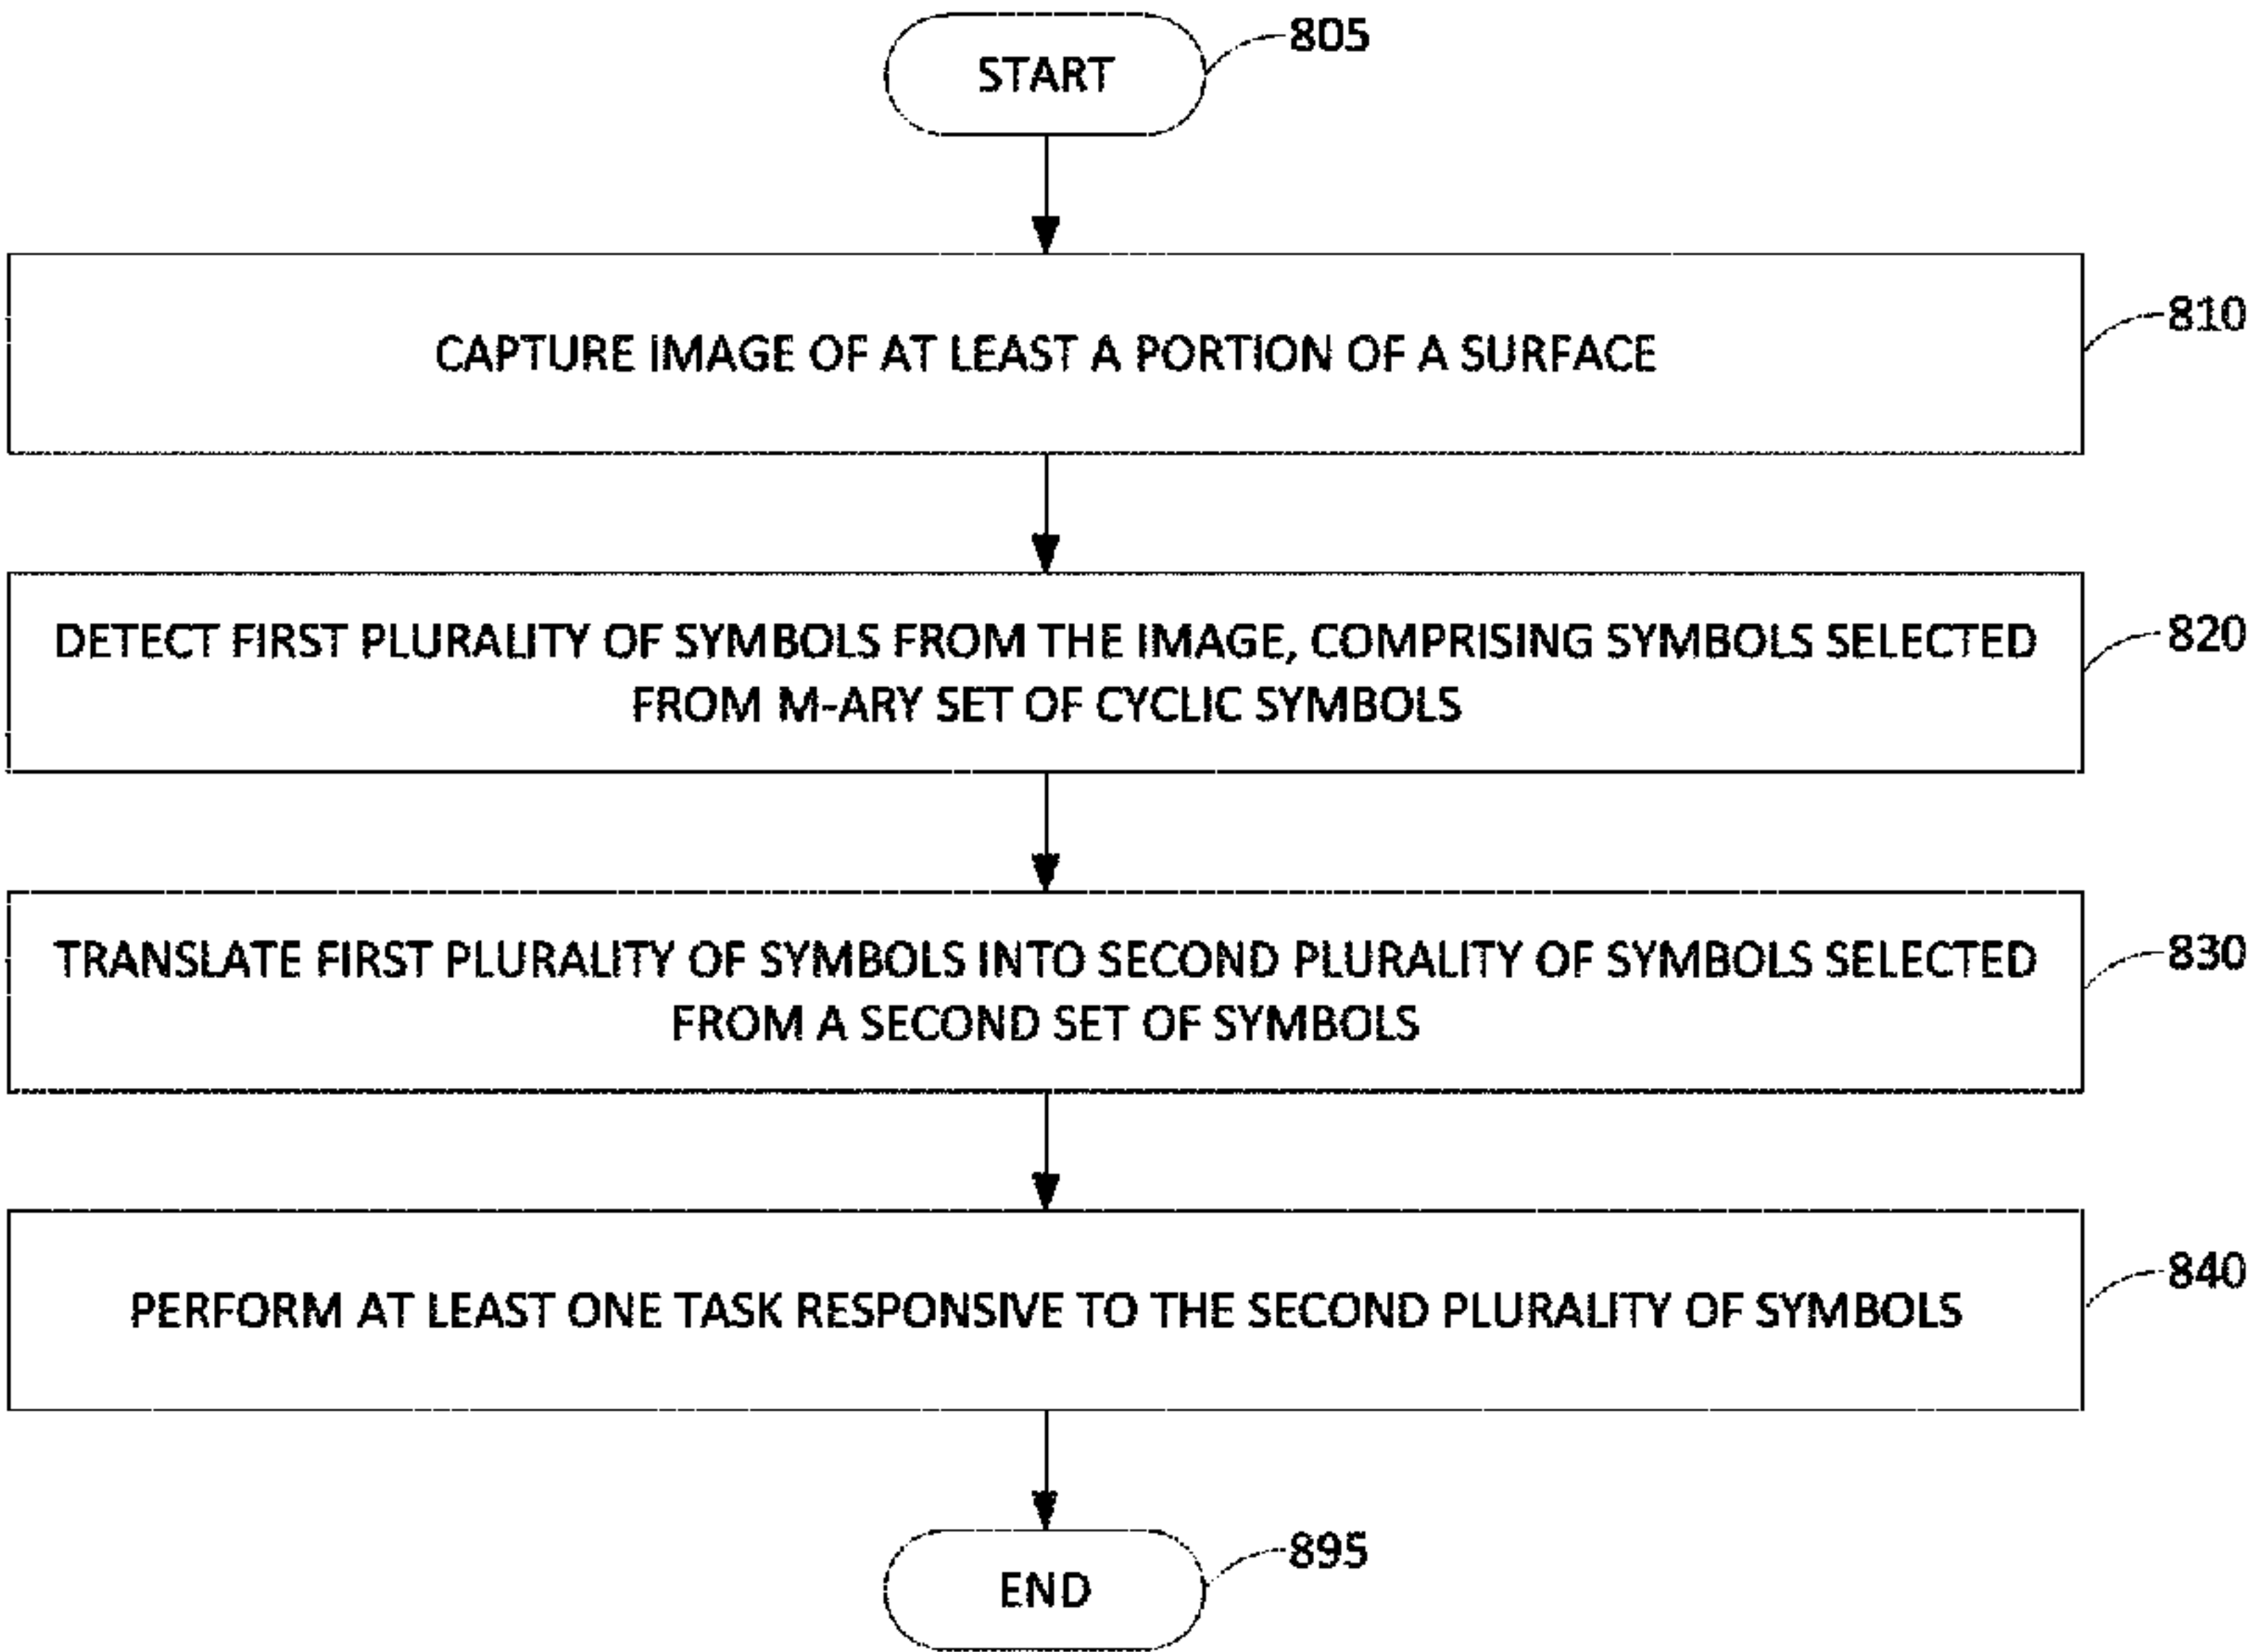 START
805
CAPTURE IMAGE OF AT LEAST A PORTION OF A SURFACE
810
DETECT FIRST PLURALITY OF SYMBOLS FROM THE IMAGE, COMPRISING SYMBOLS SELECTED
FROM M-ARY SET OF CYCLIC SYMBOLS
820
TRANSLATE FIRST PLURALITY OF SYMBOLS INTO SECOND PLURALITY OF SYMBOLS SELECTED
FROM A SECOND SET OF SYMBOLS
830
PERFORM AT LEAST ONE TASK RESPONSIVE TO THE SECOND PLURALITY OF SYMBOLS
840
END
895